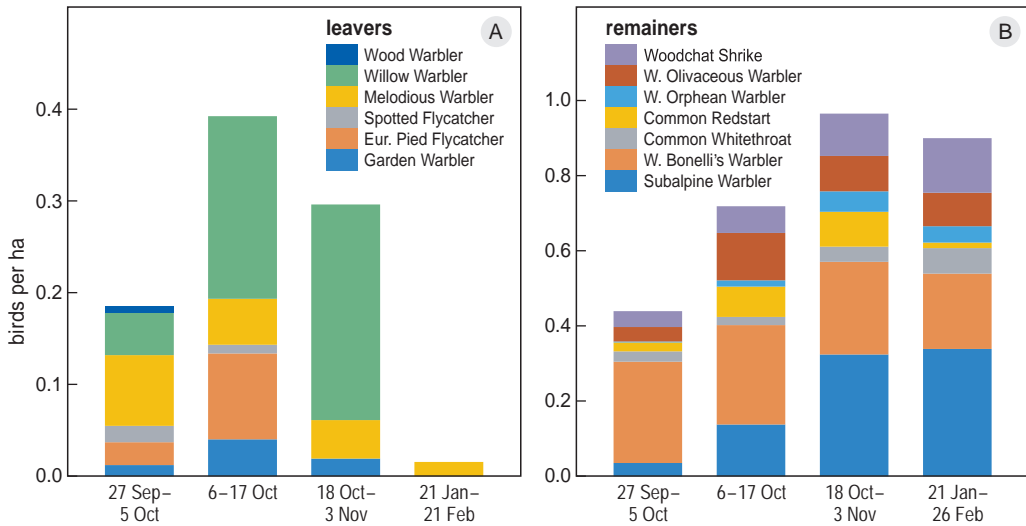 leavers
A
Wood Warbler
Willow Warbler
Melodious Warbler
Spotted Flycatcher
Eur. Pied Flycatcher
Garden Warbler
birds per ha
0.4
0.3
0.2
0.1
0.0
27 Sep–
5 Oct
6–17 Oct
18 Oct–
3 Nov
21 Jan–
21 Feb
remainers
B
Woodchat Shrike
W. Olivaceous Warbler
W. Orphean Warbler
Common Redstart
Common Whitethroat
W. Bonelli's Warbler
Subalpine Warbler
1.0
0.8
0.6
0.4
0.2
0.0
27 Sep–
5 Oct
6–17 Oct
18 Oct–
3 Nov
21 Jan–
26 Feb